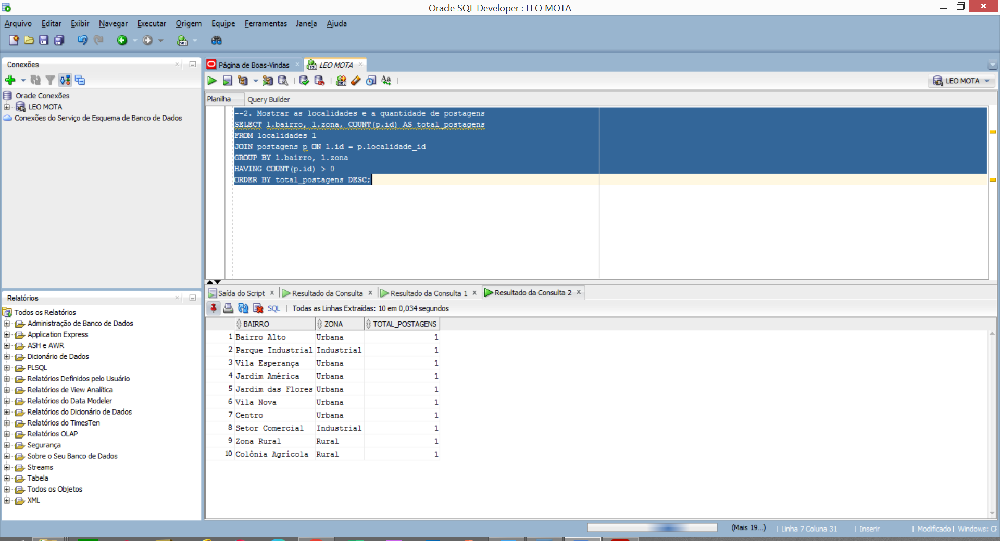 Oracle SQL Developer : LEO MOTA
Arquivo Editar Exibir Navegar Executar Origem Equipe Ferramentas Janela Ajuda
Conexões
Oracle Conexões
LEO MOTA
Conexões do Serviço de Esquema de Banco de Dados
Página de Boas-Vindas LEO MOTA
LEO MOTA
Planilha Query Builder
--2. Mostrar as localidades e a quantidade de postagens
SELECT l.bairro, l.zona, COUNT(p.id) AS total_postagens
FROM localidades l
JOIN postagens p ON l.id = p.localidade_id
GROUP BY l.bairro, l.zona
HAVING COUNT(p.id) > 0
ORDER BY total_postagens DESC;
Relatórios
Todos os Relatórios
Administração de Banco de Dados
Application Express
ASH e AWR
Dicionário de Dados
PLSQL
Relatórios Definidos pelo Usuário
Relatórios de View Analítica
Relatórios do Data Modeler
Relatórios do Dicionário de Dados
Relatórios do TimesTen
Relatórios OLAP
Segurança
Sobre o Seu Banco de Dados
Streams
Tabela
Todos os Objetos
XML
Saída do Script Resultado da Consulta Resultado da Consulta 1 Resultado da Consulta 2
SQL | Todas as Linhas Extraídas: 10 em 0,034 segundos
BAIRRO ZONA TOTAL_POSTAGENS
1 Bairro Alto Urbana 1
2 Parque Industrial Industrial 1
3 Vila Esperança Urbana 1
4 Jardim América Urbana 1
5 Jardim das Flores Urbana 1
6 Vila Nova Urbana 1
7 Centro Urbana 1
8 Setor Comercial Industrial 1
9 Zona Rural Rural 1
10 Colônia Agrícola Rural 1
(Mais 19...) | Linha 7 Coluna 31 | Inserir | Modificado | Windows: CF